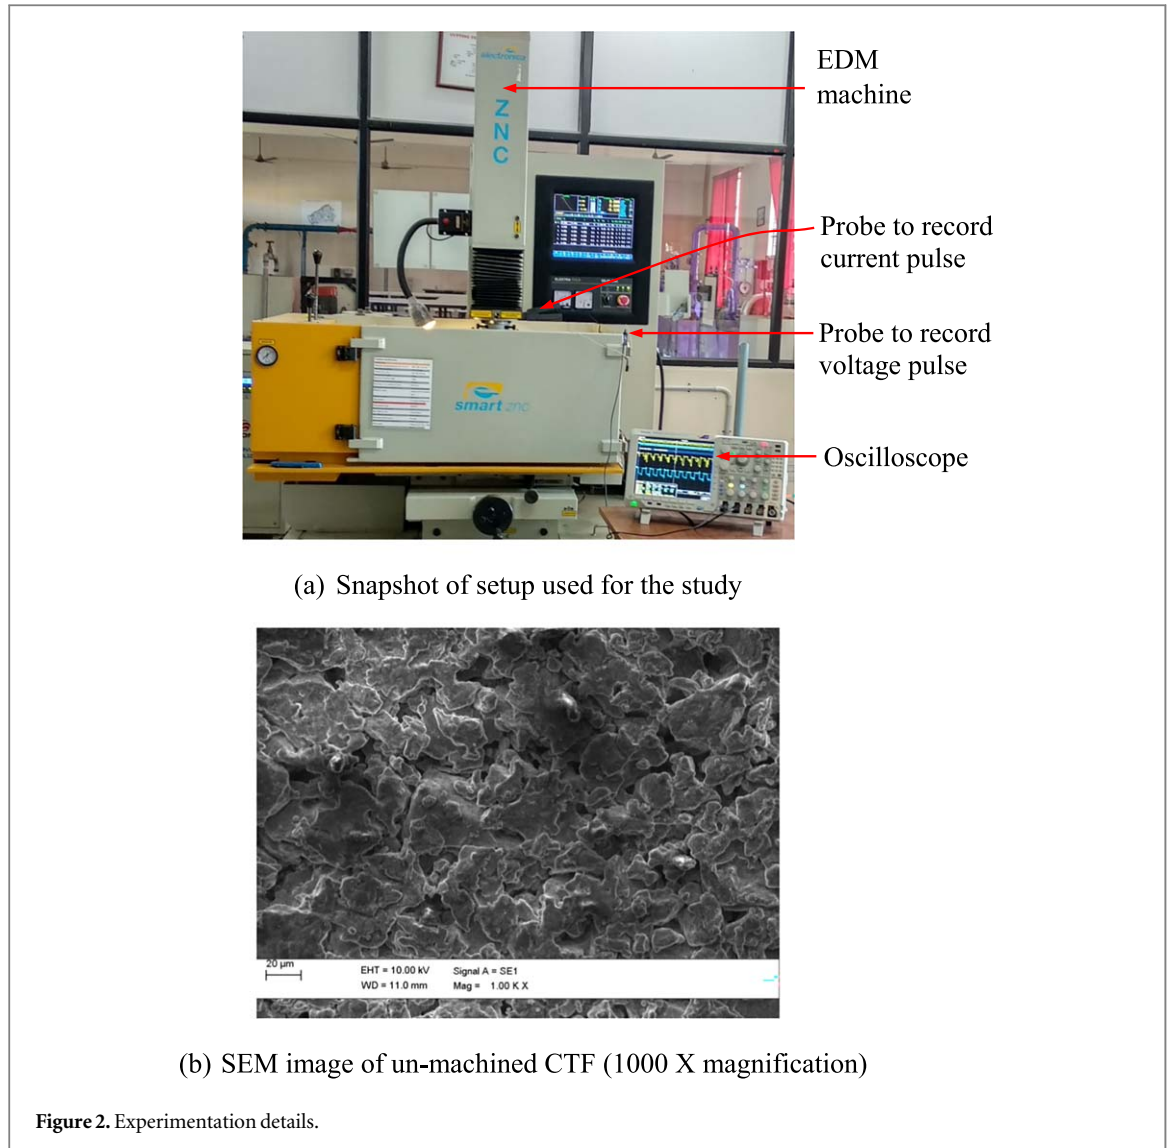 electronica
EDM
machine
Z
N
C
Probe to record
current pulse
Probe to record
voltage pulse
smart znc
Oscilloscope
(a) Snapshot of setup used for the study
20 µm
EHT = 10.00 kV Signal A = SE1
WD = 11.0 mm Mag = 1.00 K X
(b) SEM image of un-machined CTF (1000 X magnification)
Figure 2. Experimentation details.